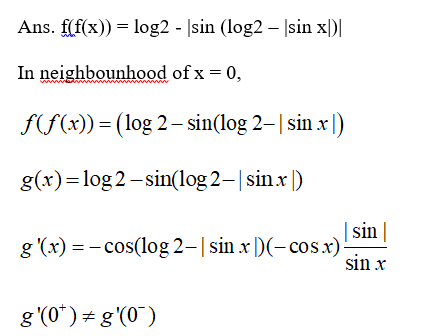 Ans. f(f(x)) = log2 - |sin (log2 – |sin x|)|
In neighbounhood of x = 0,
f(f(x)) = (log 2 – sin(log 2– | sin x |)
g(x) = log 2 – sin(log 2– | sin x |)
g '(x) = – cos(log 2– | sin x |)(– cos x) | sin | / sin x
g '(0⁺) ≠ g '(0⁻)